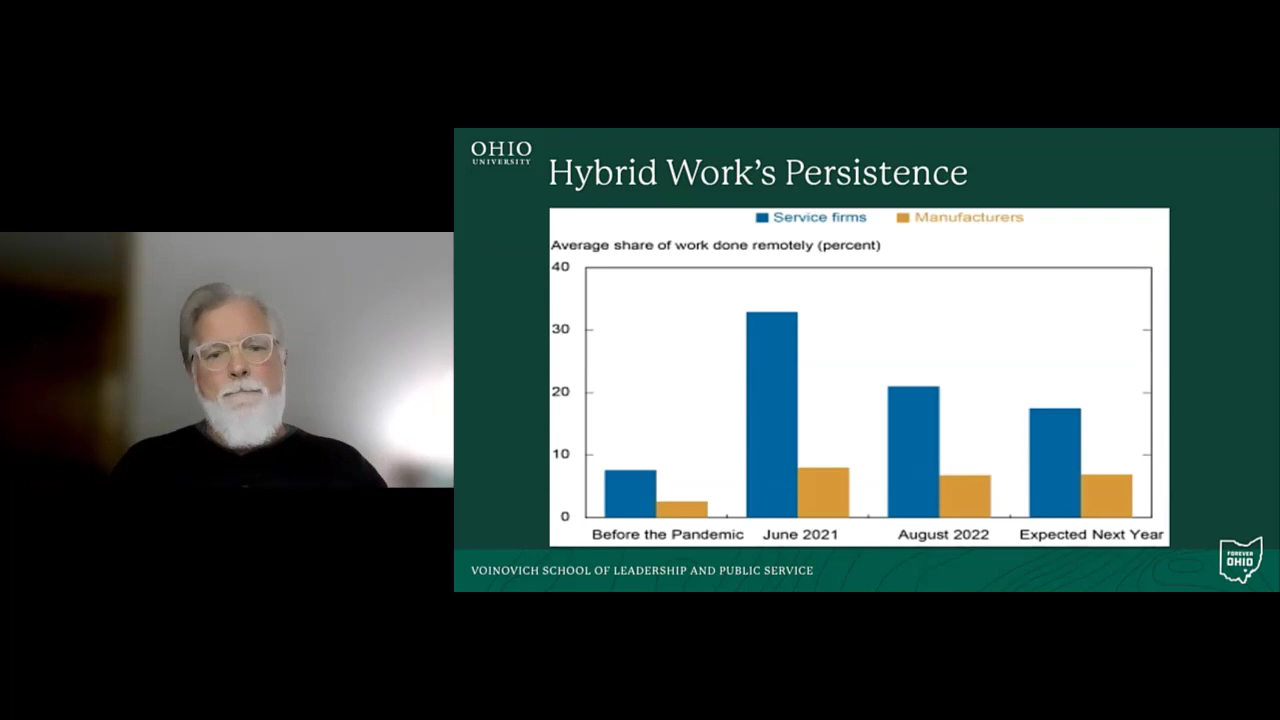 OHIO
UNIVERSITY
Hybrid Work's Persistence
Service firms Manufacturers
Average share of work done remotely (percent)
40
30
20
10
0
Before the Pandemic June 2021 August 2022 Expected Next Year
VOINOVICH SCHOOL OF LEADERSHIP AND PUBLIC SERVICE
FOREVER
OHIO